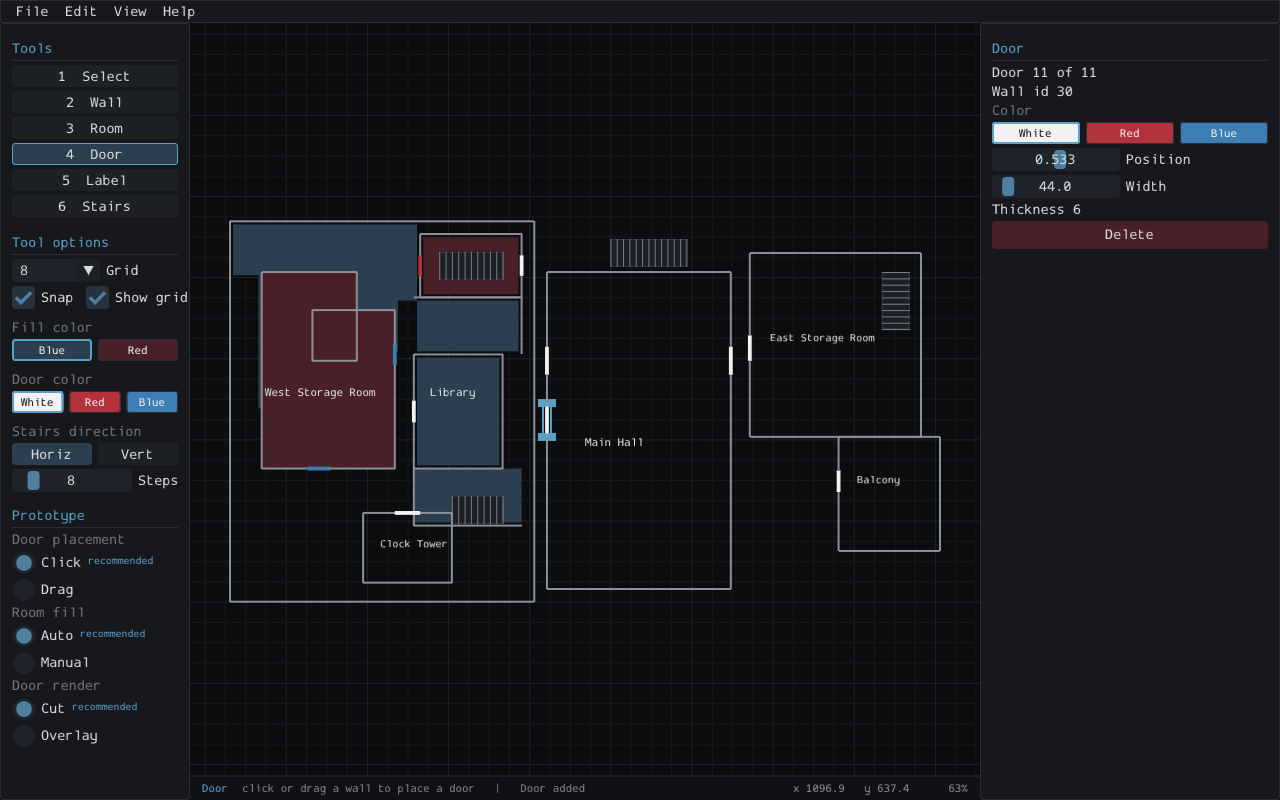 File Edit View Help
Tools
1 Select
2 Wall
3 Room
4 Door
5 Label
6 Stairs
Tool options
8 ▼ Grid
Snap Show grid
Fill color
Blue Red
Door color
White Red Blue
Stairs direction
Horiz Vert
8 Steps
Prototype
Door placement
Click recommended
Drag
Room fill
Auto recommended
Manual
Door render
Cut recommended
Overlay
East Storage Room
West Storage Room
Library
Main Hall
Balcony
Clock Tower
Door click or drag a wall to place a door | Door added x 1096.9 y 637.4 63%
Door
Door 11 of 11
Wall id 30
Color
White Red Blue
0.533 Position
44.0 Width
Thickness 6
Delete